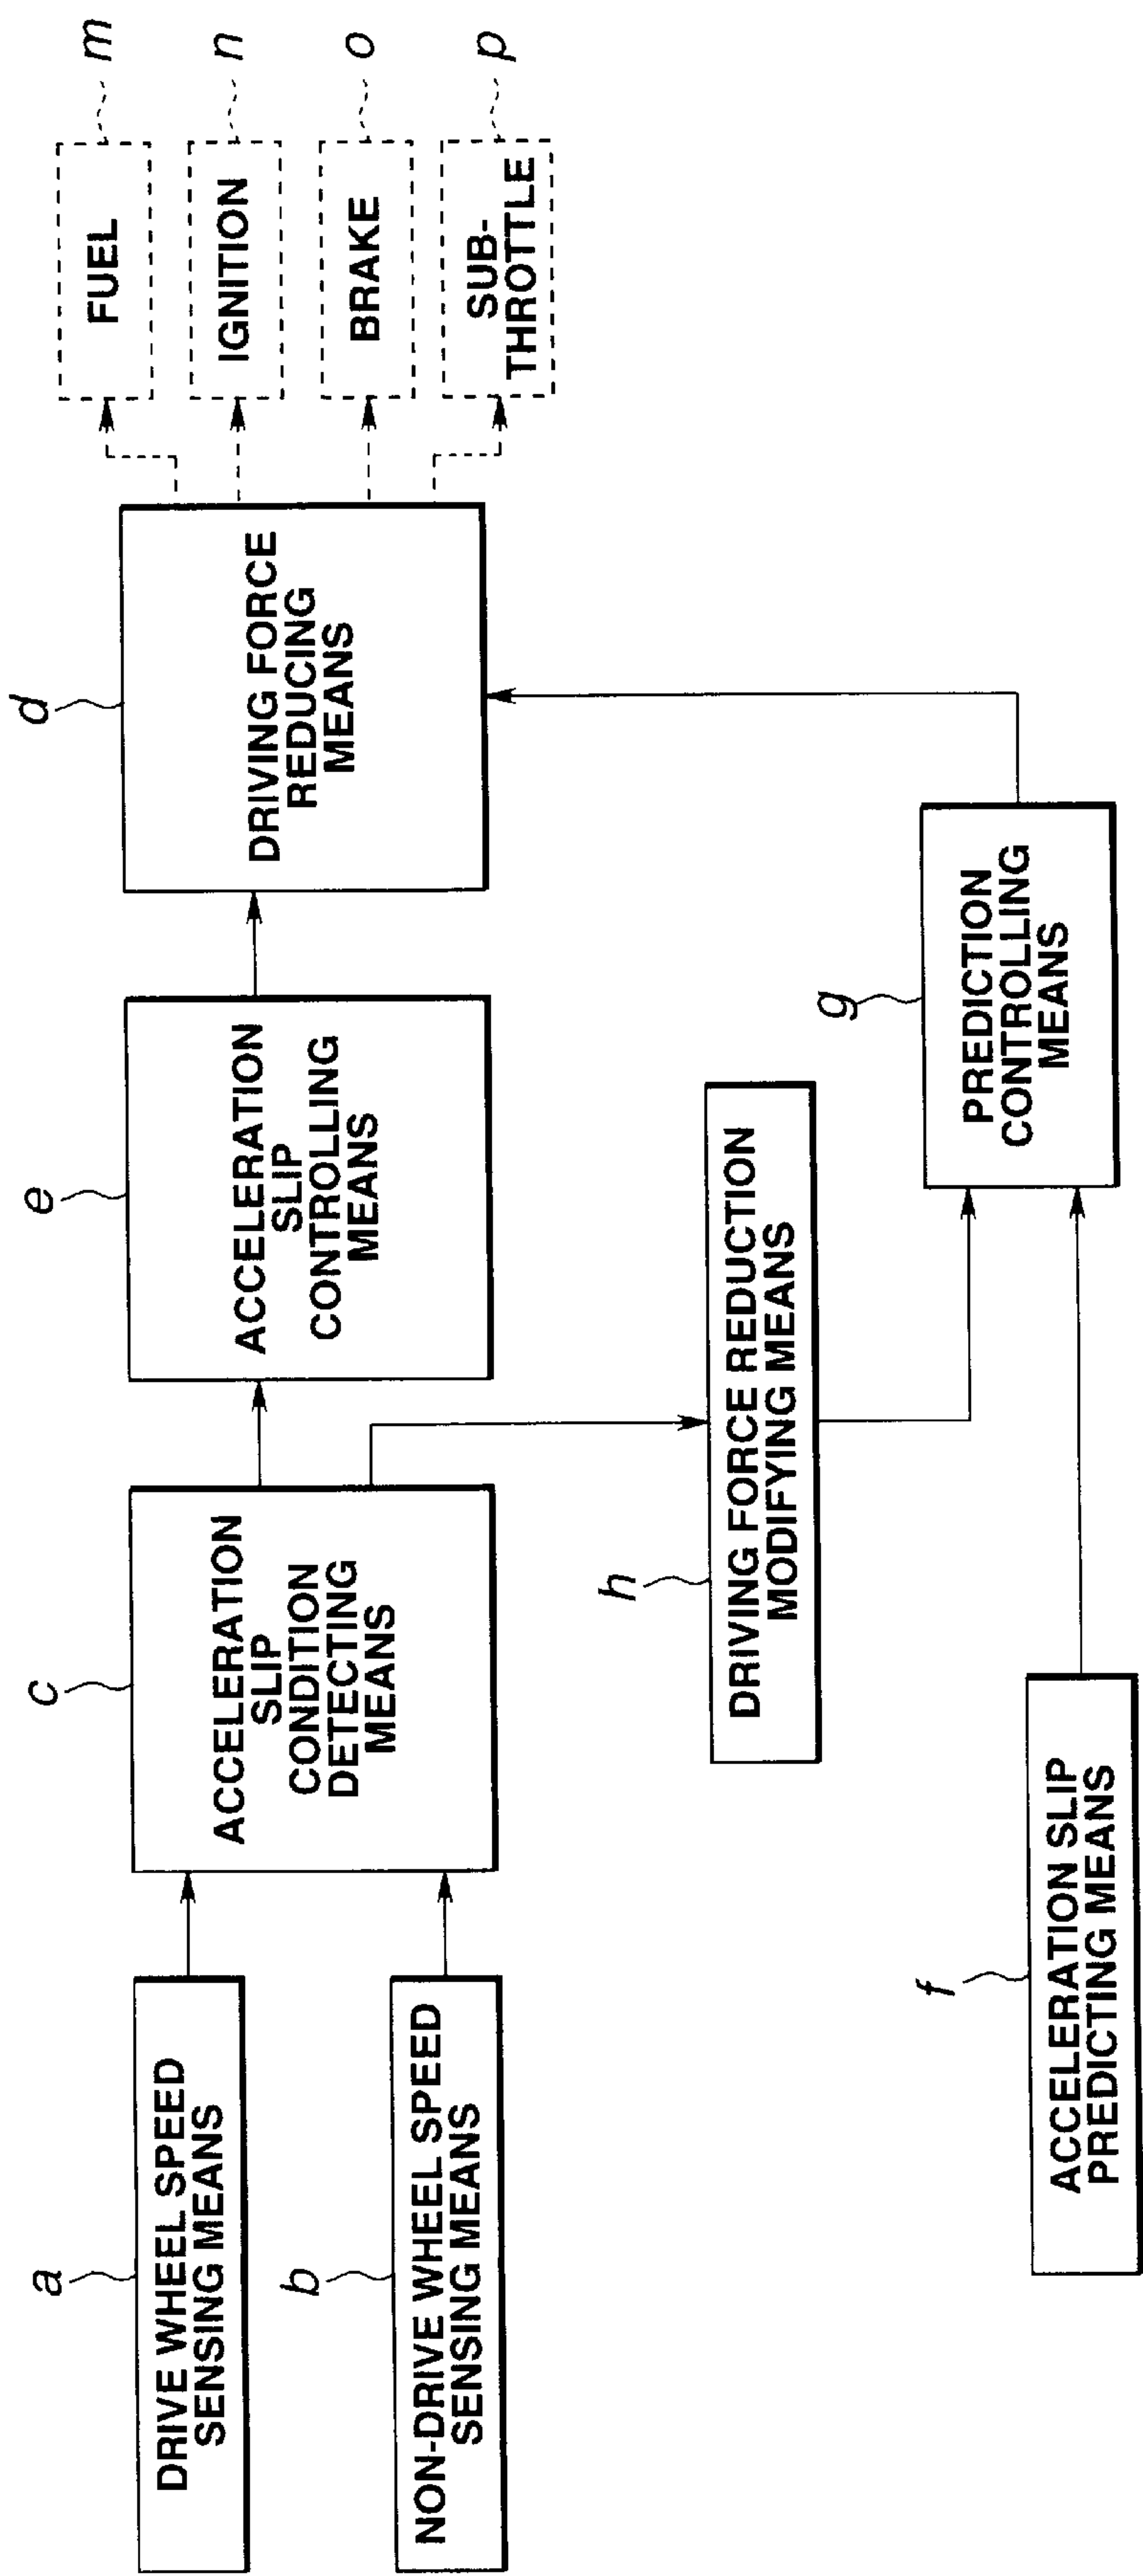 a
DRIVE WHEEL SPEED
SENSING MEANS
b
NON-DRIVE WHEEL SPEED
SENSING MEANS
c
ACCELERATION
SLIP
CONDITION
DETECTING
MEANS
e
ACCELERATION
SLIP
CONTROLLING
MEANS
d
DRIVING FORCE
REDUCING
MEANS
FUEL
m
IGNITION
n
BRAKE
o
SUB-
THROTTLE
p
h
DRIVING FORCE REDUCTION
MODIFYING MEANS
g
PREDICTION
CONTROLLING
MEANS
f
ACCELERATION SLIP
PREDICTING MEANS